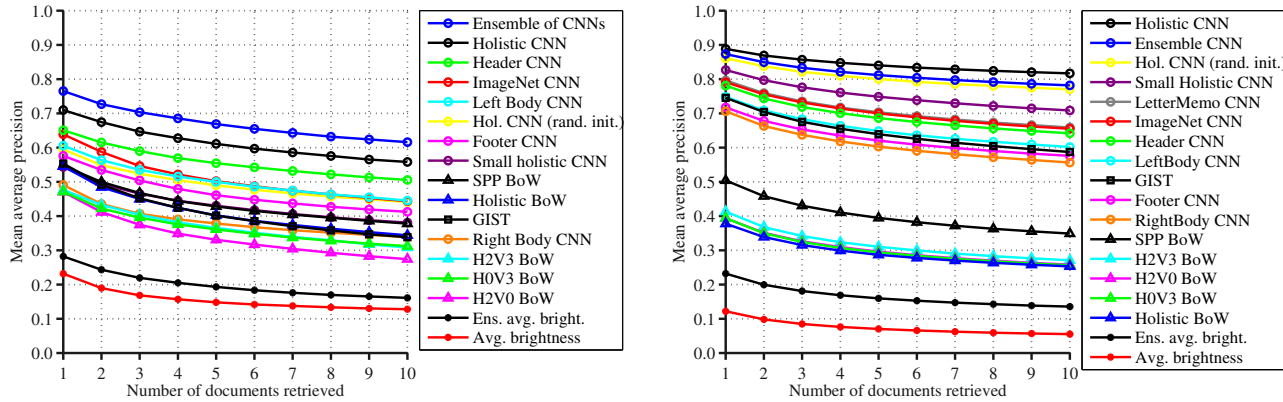 1.0
0.9
0.8
0.7
0.6
0.5
0.4
0.3
0.2
0.1
0.0
Mean average precision
1 2 3 4 5 6 7 8 9 10
Number of documents retrieved
Ensemble of CNNs
Holistic CNN
Header CNN
ImageNet CNN
Left Body CNN
Hol. CNN (rand. init.)
Footer CNN
Small holistic CNN
SPP BoW
Holistic BoW
GIST
Right Body CNN
H2V3 BoW
H0V3 BoW
H2V0 BoW
Ens. avg. bright.
Avg. brightness
1.0
0.9
0.8
0.7
0.6
0.5
0.4
0.3
0.2
0.1
0.0
Mean average precision
1 2 3 4 5 6 7 8 9 10
Number of documents retrieved
Holistic CNN
Ensemble CNN
Hol. CNN (rand. init.)
Small Holistic CNN
LetterMemo CNN
ImageNet CNN
Header CNN
LeftBody CNN
GIST
Footer CNN
RightBody CNN
SPP BoW
H2V3 BoW
H2V0 BoW
H0V3 BoW
Holistic BoW
Ens. avg. bright.
Avg. brightness